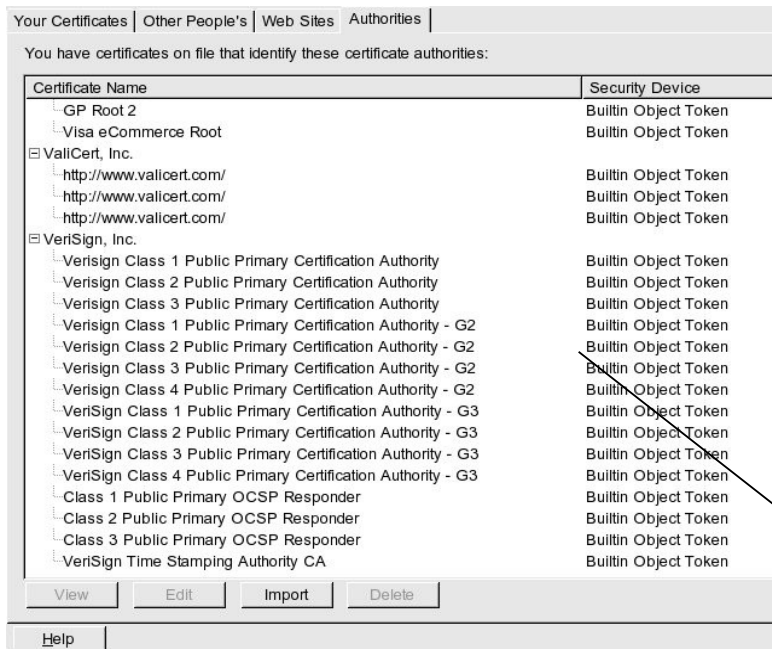 Your Certificates Other People's Web Sites Authorities
You have certificates on file that identify these certificate authorities:
Certificate Name Security Device
GP Root 2 Builtin Object Token
Visa eCommerce Root Builtin Object Token
ValiCert, Inc.
http://www.valicert.com/ Builtin Object Token
http://www.valicert.com/ Builtin Object Token
http://www.valicert.com/ Builtin Object Token
VeriSign, Inc.
Verisign Class 1 Public Primary Certification Authority Builtin Object Token
Verisign Class 2 Public Primary Certification Authority Builtin Object Token
Verisign Class 3 Public Primary Certification Authority Builtin Object Token
Verisign Class 1 Public Primary Certification Authority - G2 Builtin Object Token
Verisign Class 2 Public Primary Certification Authority - G2 Builtin Object Token
Verisign Class 3 Public Primary Certification Authority - G2 Builtin Object Token
Verisign Class 4 Public Primary Certification Authority - G2 Builtin Object Token
VeriSign Class 1 Public Primary Certification Authority - G3 Builtin Object Token
VeriSign Class 2 Public Primary Certification Authority - G3 Builtin Object Token
VeriSign Class 3 Public Primary Certification Authority - G3 Builtin Object Token
VeriSign Class 4 Public Primary Certification Authority - G3 Builtin Object Token
Class 1 Public Primary OCSP Responder Builtin Object Token
Class 2 Public Primary OCSP Responder Builtin Object Token
Class 3 Public Primary OCSP Responder Builtin Object Token
VeriSign Time Stamping Authority CA Builtin Object Token
View Edit Import Delete
Help